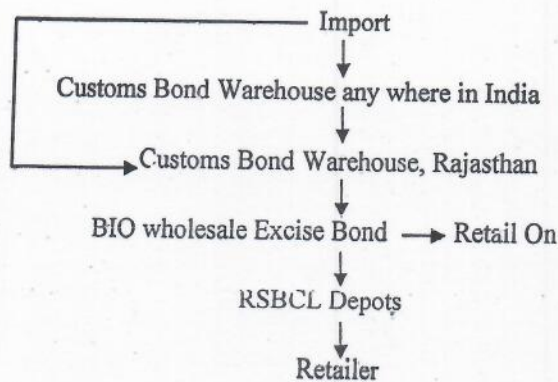 Import
Customs Bond Warehouse any where in India
Customs Bond Warehouse, Rajasthan
BIO wholesale Excise Bond Retail On
RSBCL Depots
Retailer